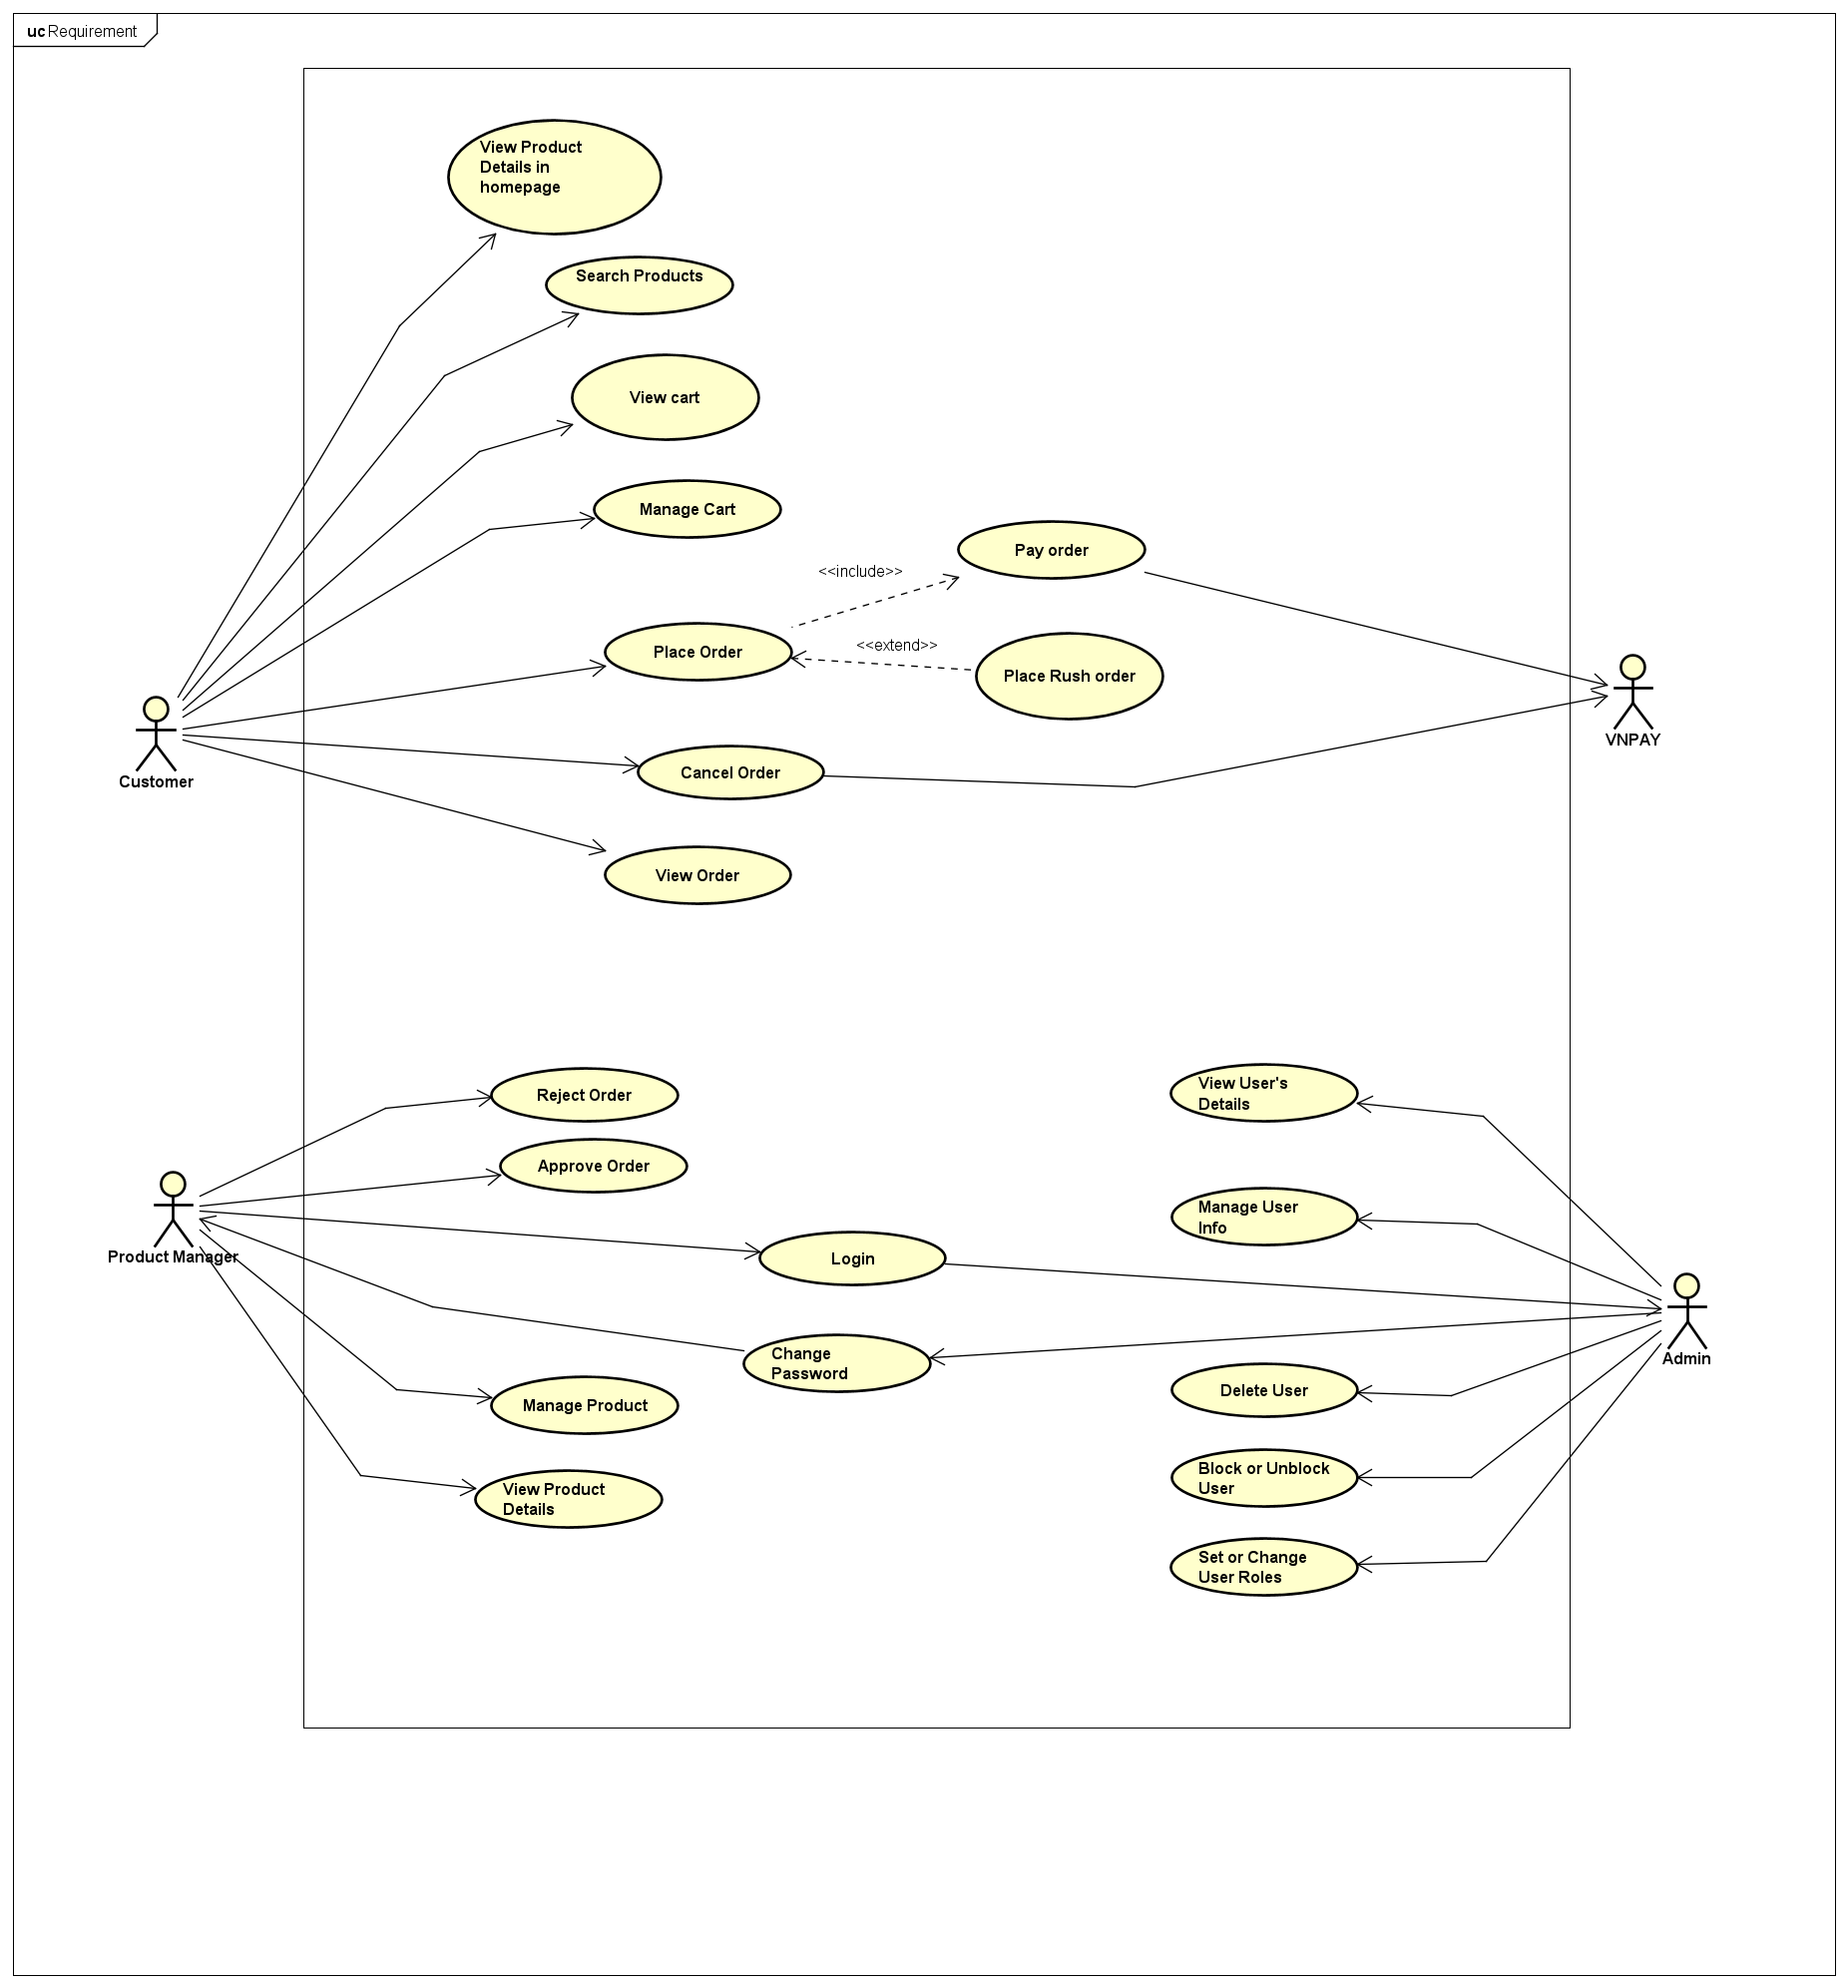 uc Requirement
View Product
Details in
homepage
Search Products
View cart
Manage Cart
Pay order
<<include>>
Place Order
<<extend>>
Place Rush order
VNPAY
Customer
Cancel Order
View Order
Reject Order
View User's
Details
Approve Order
Manage User
Info
Product Manager
Login
Change
Password
Admin
Delete User
Manage Product
Block or Unblock
User
View Product
Details
Set or Change
User Roles